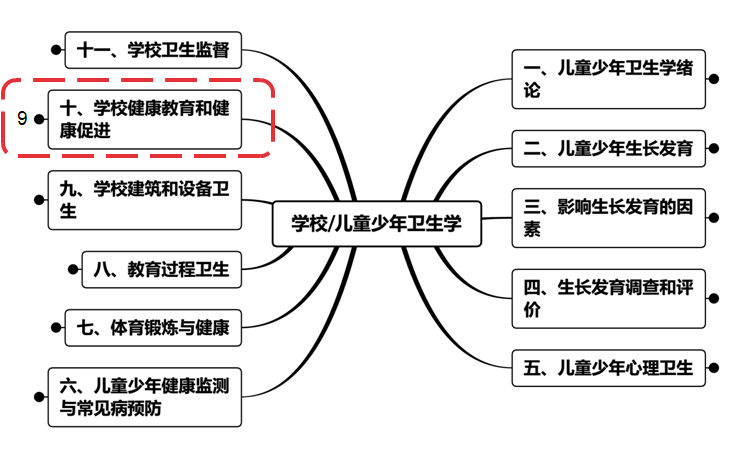 学校/儿童少年卫生学
一、儿童少年卫生学绪
论
二、儿童少年生长发育
三、影响生长发育的因
素
四、生长发育调查和评
价
五、儿童少年心理卫生
六、儿童少年健康监测
与常见病预防
七、体育锻炼与健康
八、教育过程卫生
九、学校建筑和设备卫
生
十、学校健康教育和健
康促进
9
十一、学校卫生监督